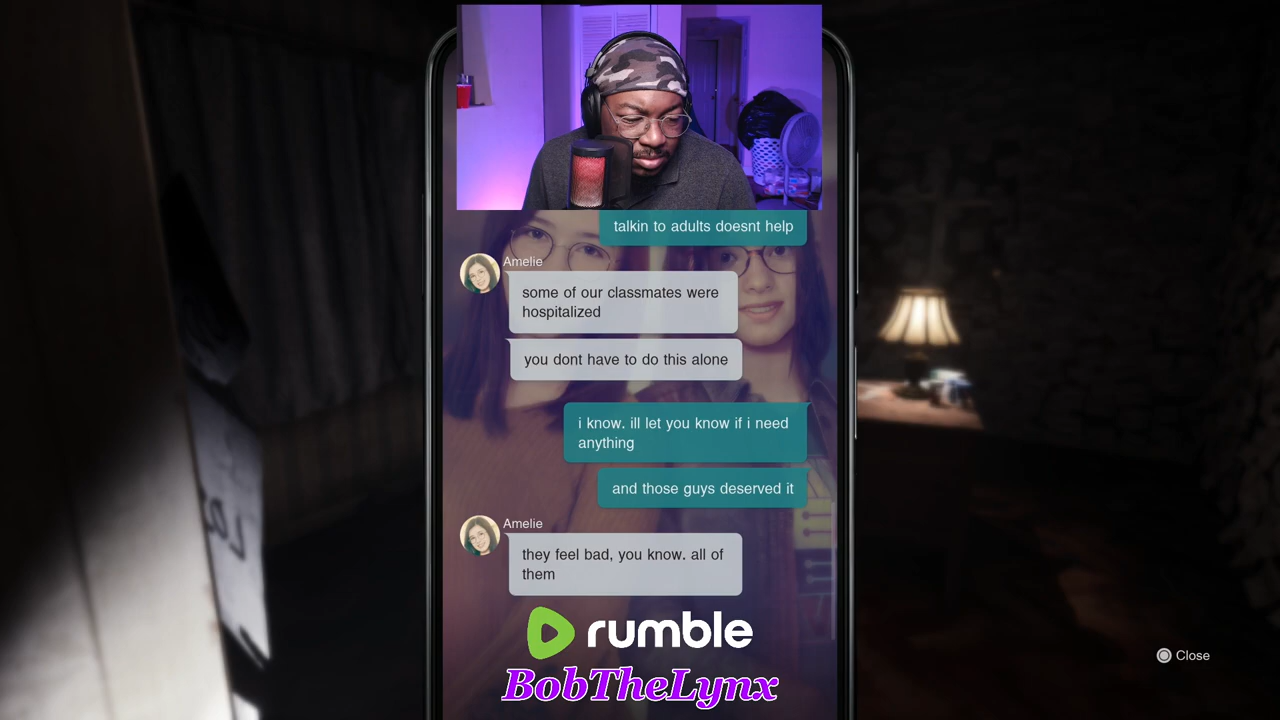 talkin to adults doesnt help
Amelie
some of our classmates were
hospitalized
you dont have to do this alone
i know. ill let you know if i need
anything
and those guys deserved it
Amelie
they feel bad, you know. all of
them
rumble
BobTheLynx
Close